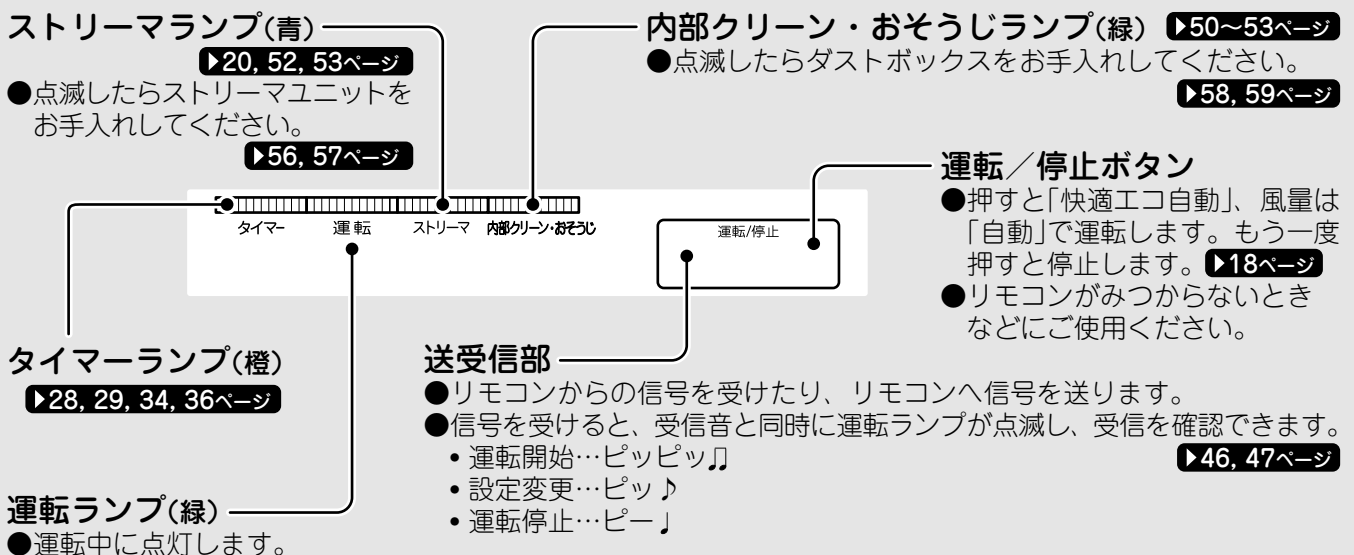 ストリーマランプ(青)
▶20, 52, 53ページ
●点滅したらストリーマユニットを
お手入れしてください。
▶56, 57ページ
内部クリーン・おそうじランプ(緑) ▶50〜53ページ
●点滅したらダストボックスをお手入れしてください。
▶58, 59ページ
運転／停止ボタン
●押すと「快適エコ自動」、風量は
「自動」で運転します。もう一度
押すと停止します。▶18ページ
●リモコンがみつからないとき
などにご使用ください。
タイマー 運転 ストリーマ 内部クリーン・おそうじ
運転/停止
タイマーランプ(橙)
▶28, 29, 34, 36ページ
送受信部
●リモコンからの信号を受けたり、リモコンへ信号を送ります。
●信号を受けると、受信音と同時に運転ランプが点滅し、受信を確認できます。
▶46, 47ページ
• 運転開始…ピッピッ♫
• 設定変更…ピッ♪
• 運転停止…ピー♩
運転ランプ(緑)
●運転中に点灯します。